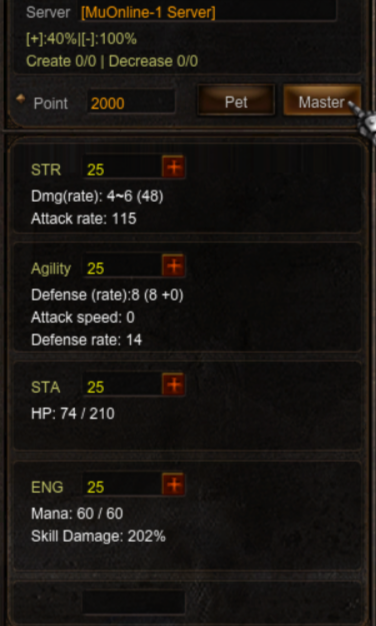 Server [MuOnline-1 Server]
[+]:40%|[-]:100%
Create 0/0 | Decrease 0/0
Point 2000 Pet Master
STR 25
Dmg(rate): 4~6 (48)
Attack rate: 115
Agility 25
Defense (rate):8 (8 +0)
Attack speed: 0
Defense rate: 14
STA 25
HP: 74 / 210
ENG 25
Mana: 60 / 60
Skill Damage: 202%